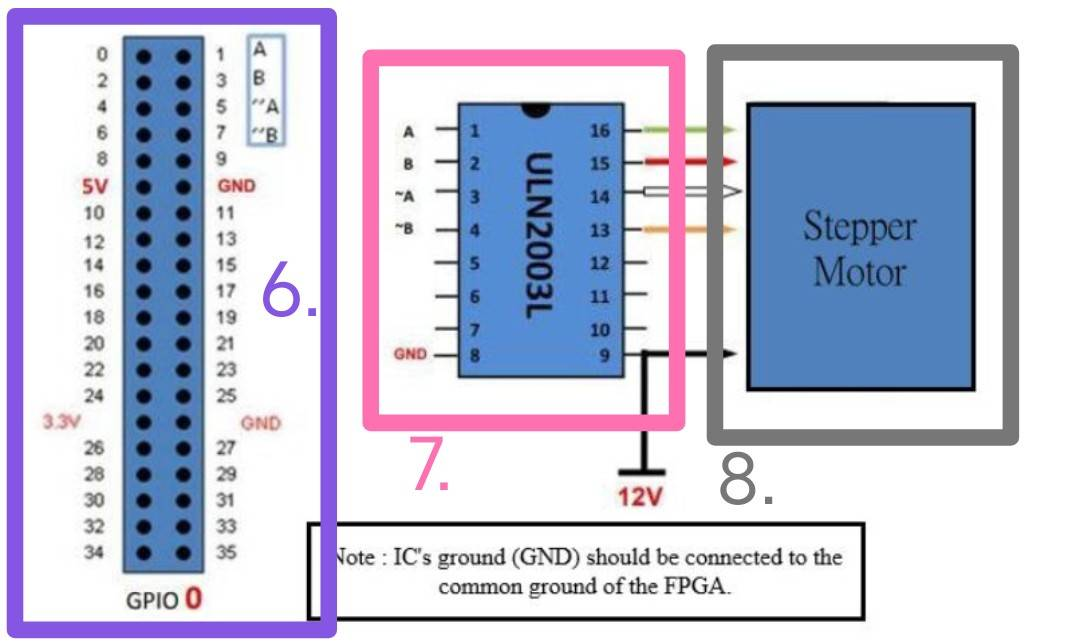 0 1 A
2 3 B
4 5 ~A
6 7 ~B
8 9
5V GND
10 11
12 13
14 15
16 17
18 19
20 21
22 23
24 25
3.3V GND
26 27
28 29
30 31
32 33
34 35
GPIO 0
6.
A 1 16
B 2 15
~A 3 14
~B 4 13
5 12
6 11
7 10
GND 8 9
ULN2003L
12V
7.
Stepper
Motor
8.
Note : IC's ground (GND) should be connected to the
common ground of the FPGA.